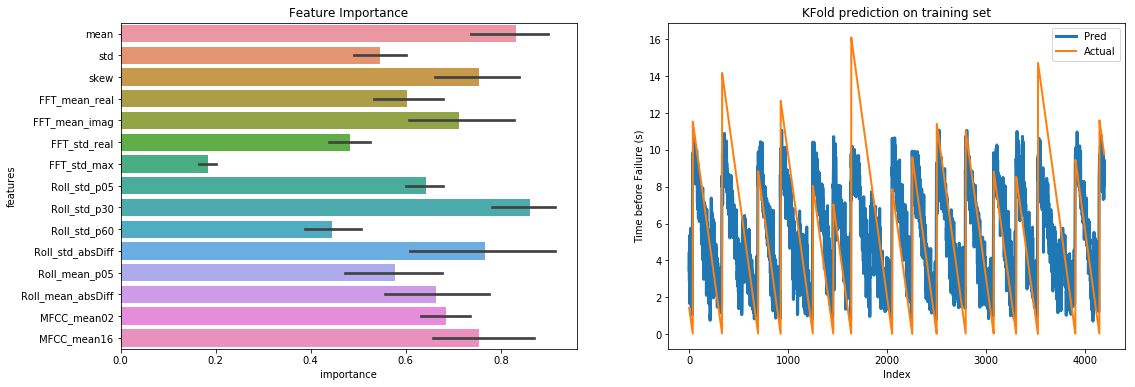 Feature Importance
features
mean
std
skew
FFT_mean_real
FFT_mean_imag
FFT_std_real
FFT_std_max
Roll_std_p05
Roll_std_p30
Roll_std_p60
Roll_std_absDiff
Roll_mean_p05
Roll_mean_absDiff
MFCC_mean02
MFCC_mean16
0.0 0.2 0.4 0.6 0.8
importance
KFold prediction on training set
Pred
Actual
Time before Failure (s)
16
14
12
10
8
6
4
2
0
0 1000 2000 3000 4000
Index